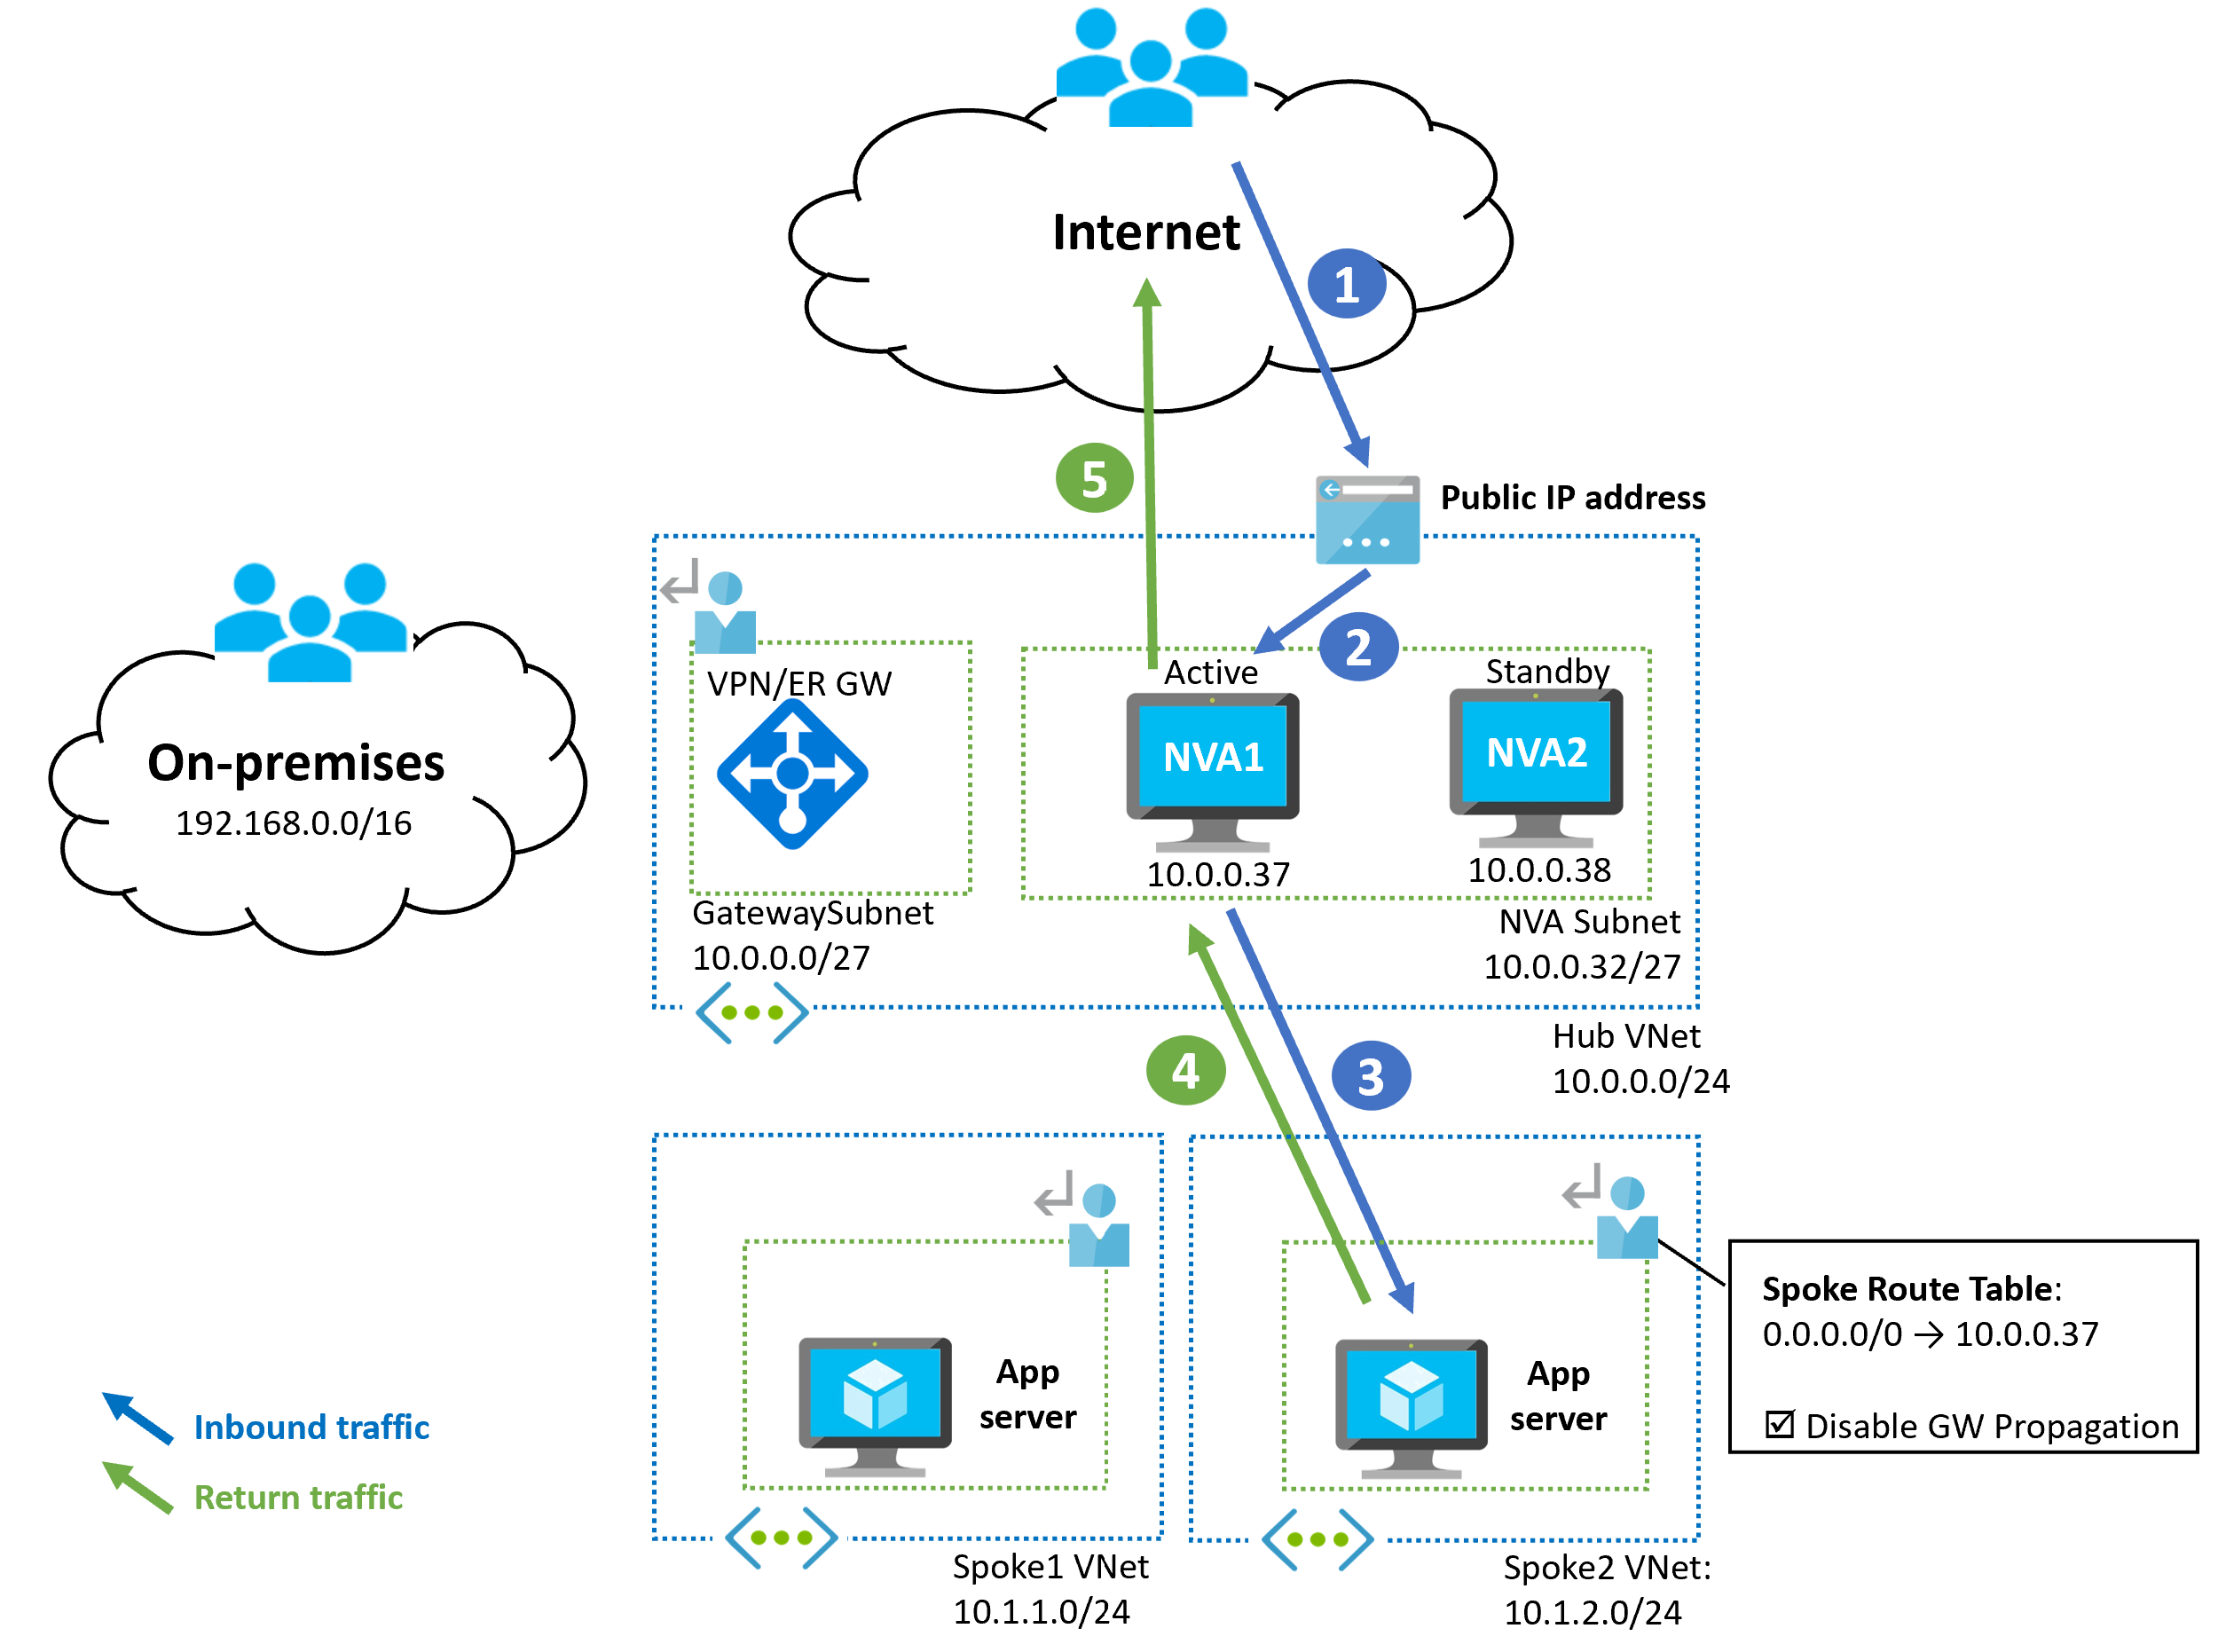 Internet
1
5
Public IP address
2
Active
Standby
VPN/ER GW
NVA1
NVA2
On-premises
192.168.0.0/16
10.0.0.37
10.0.0.38
GatewaySubnet
10.0.0.0/27
NVA Subnet
10.0.0.32/27
Hub VNet
10.0.0.0/24
4
3
Spoke Route Table:
0.0.0.0/0 → 10.0.0.37
☑ Disable GW Propagation
App
server
App
server
Inbound traffic
Return traffic
Spoke1 VNet
10.1.1.0/24
Spoke2 VNet:
10.1.2.0/24